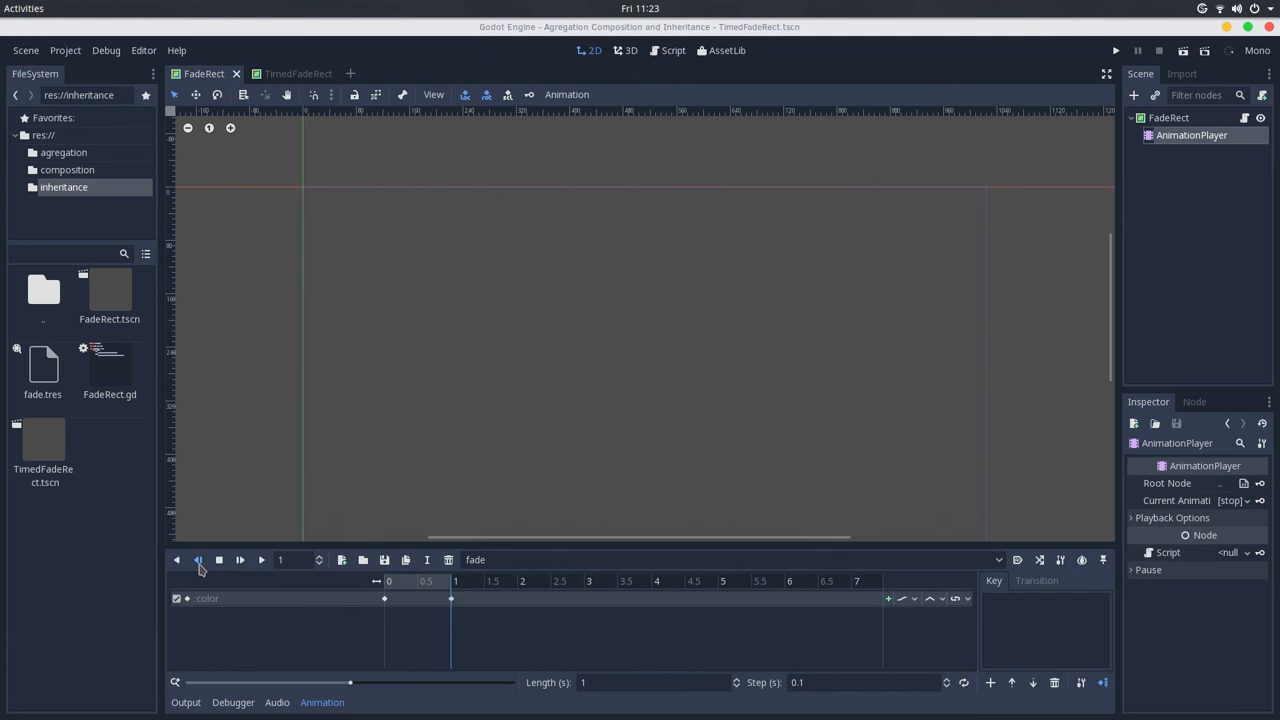 Activities
Fri 11:23
Godot Engine - Agregation Composition and Inheritance - TimedFadeRect.tscn
Scene Project Debug Editor Help
2D 3D Script AssetLib
Mono
FileSystem
FadeRect
TimedFadeRect
Scene Import
res://inheritance
View
Animation
Filter nodes
Favorites:
res://
agregation
composition
inheritance
FadeRect
AnimationPlayer
..
FadeRect.tscn
fade.tres
FadeRect.gd
TimedFadeRe
ct.tscn
Inspector Node
AnimationPlayer
AnimationPlayer
Root Node ..
Current Animati [stop]
Playback Options
Node
Script <null
Pause
1
fade
0 0.5 1 1.5 2 2.5 3 3.5 4 4.5 5 5.5 6 6.5 7
Key Transition
:color
Length (s): 1
Step (s): 0.1
Output Debugger Audio Animation